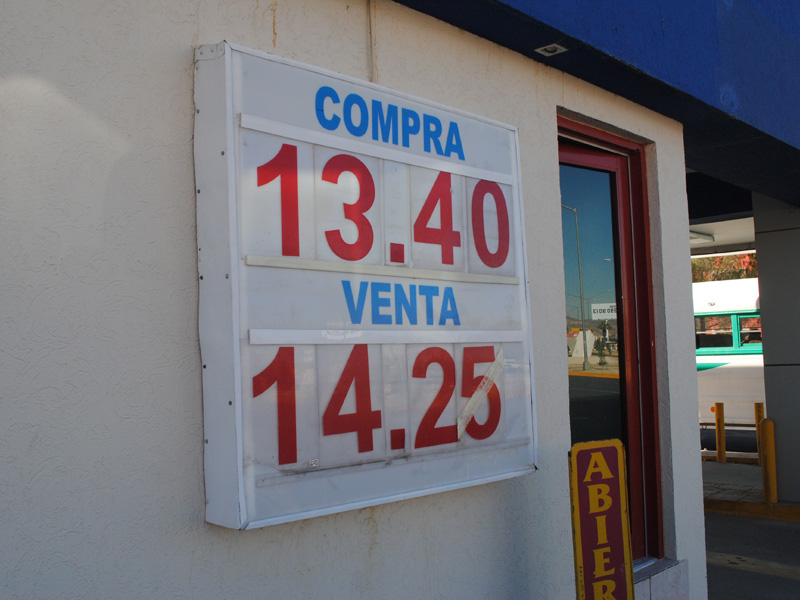 COMPRA
13.40
VENTA
14.25
ABIER